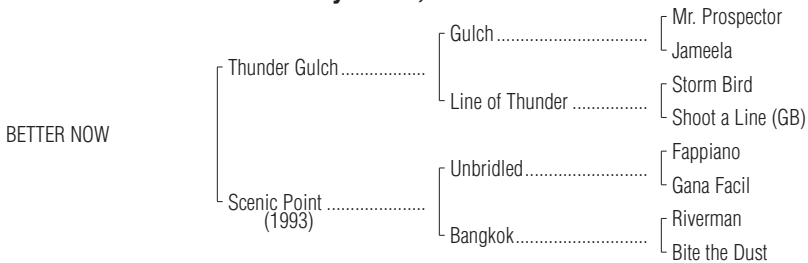 Mr. Prospector
Gulch................................
Jameela
Thunder Gulch..................
Storm Bird
Line of Thunder ................
Shoot a Line (GB)
BETTER NOW
Fappiano
Unbridled..........................
Gana Facil
Scenic Point .....................
(1993)
Riverman
Bangkok............................
Bite the Dust